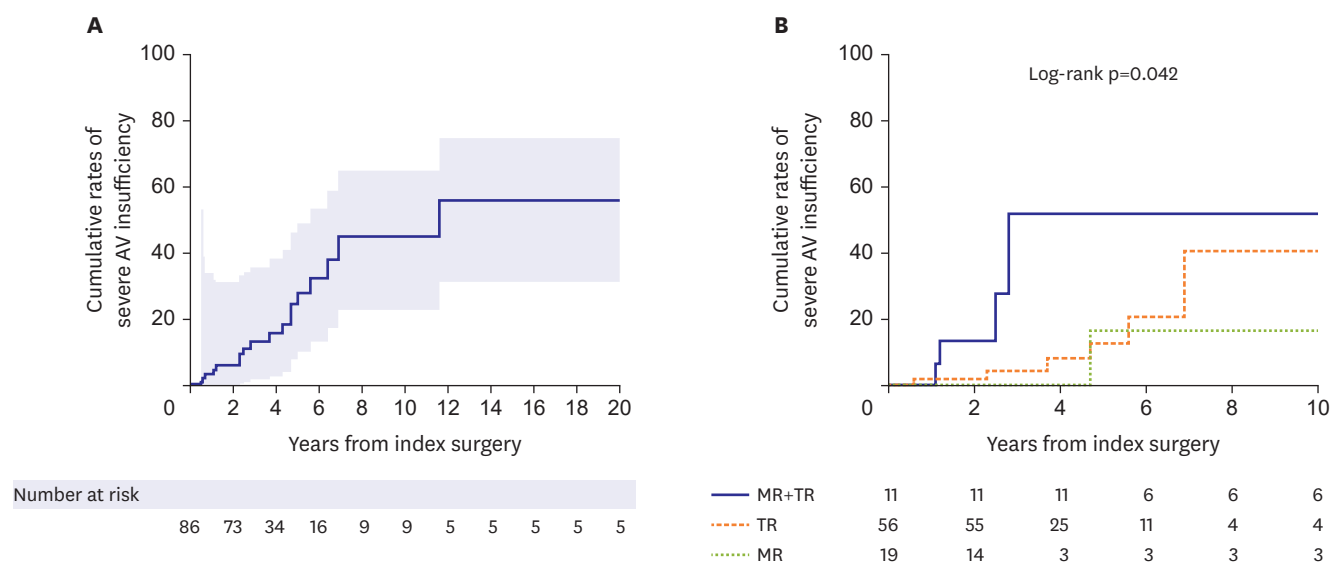 A
100
80
60
40
20
0 2 4 6 8 10 12 14 16 18 20
Cumulative rates of
severe AV insufficiency
Years from index surgery
Number at risk
86 73 34 16 9 9 5 5 5 5 5
B
Log-rank p=0.042
100
80
60
40
20
0 2 4 6 8 10
Cumulative rates of
severe AV insufficiency
Years from index surgery
MR+TR 11 11 11 6 6 6
TR 56 55 25 11 4 4
MR 19 14 3 3 3 3